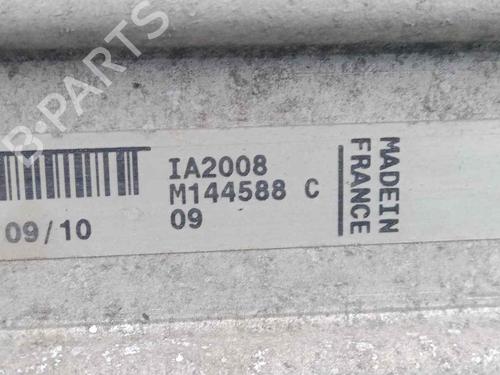 B-PARTS
IA2008
M144588 C
09
09/10
MADE IN
FRANCE